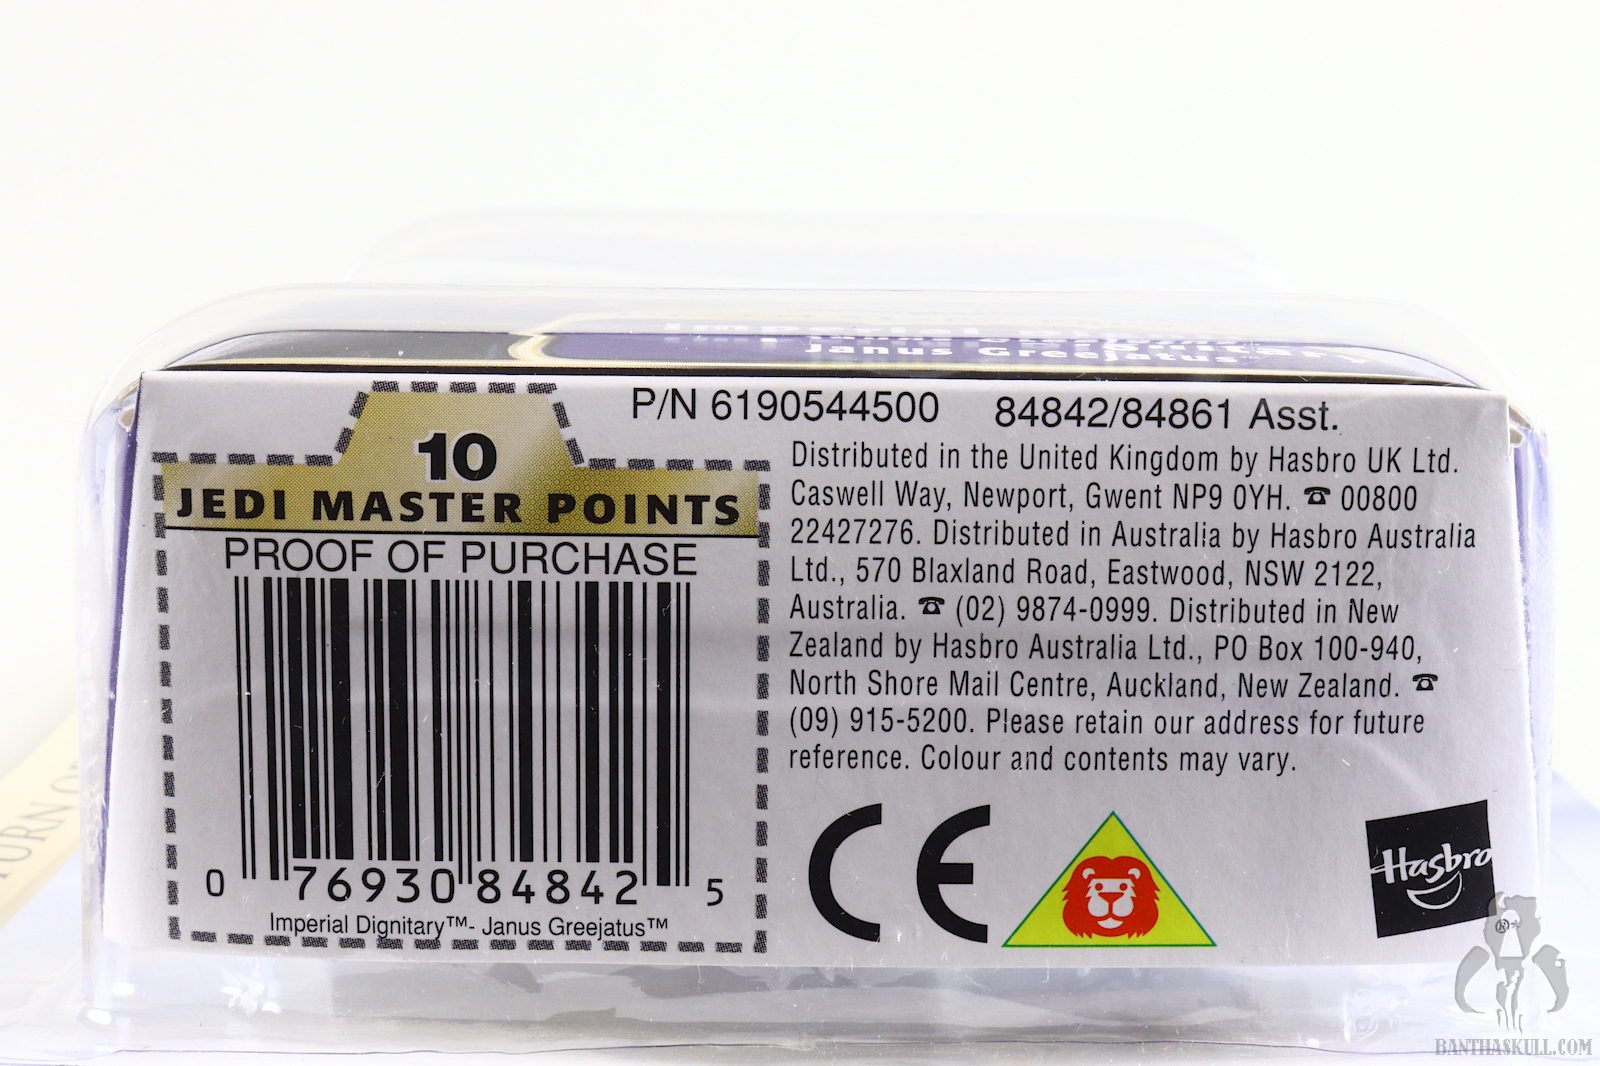 Janus Greejatus
P/N 6190544500 84842/84861 Asst.
10
JEDI MASTER POINTS
PROOF OF PURCHASE
0 76930 84842 5
Imperial Dignitary™- Janus Greejatus™
Distributed in the United Kingdom by Hasbro UK Ltd.
Caswell Way, Newport, Gwent NP9 0YH. ☎ 00800
22427276. Distributed in Australia by Hasbro Australia
Ltd., 570 Blaxland Road, Eastwood, NSW 2122,
Australia. ☎ (02) 9874-0999. Distributed in New
Zealand by Hasbro Australia Ltd., PO Box 100-940,
North Shore Mail Centre, Auckland, New Zealand. ☎
(09) 915-5200. Please retain our address for future
reference. Colour and contents may vary.
CE
Hasbro
®*
BANTHASKULL.COM